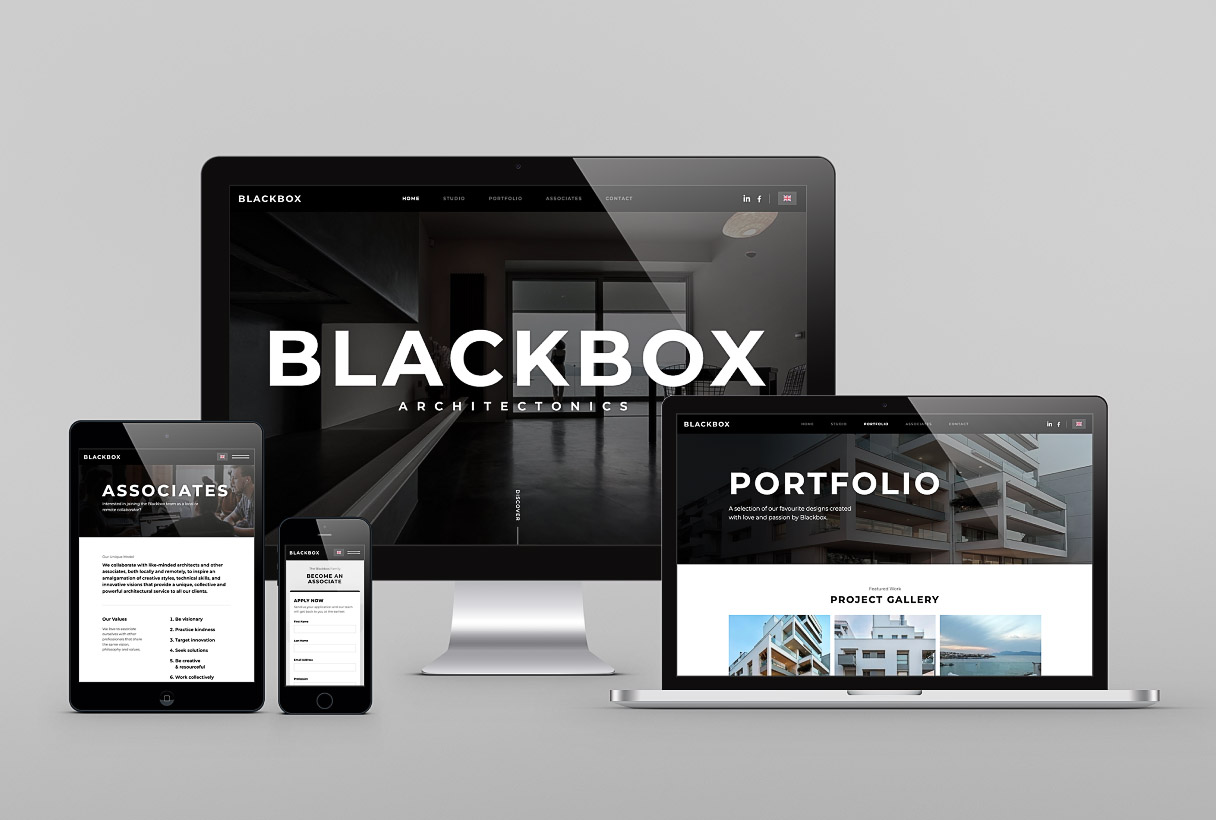 BLACKBOX
HOME STUDIO PORTFOLIO ASSOCIATES CONTACT
in f
BLACKBOX
ARCHITECTONICS
DISCOVER
BLACKBOX
ASSOCIATES
Interested in joining the Blackbox team as a local or
remote collaborator?
Our Unique Model
We collaborate with like-minded architects and other
associates, both locally and remotely, to inspire an
amalgamation of creative styles, technical skills, and
innovative visions that provide a unique, collective and
powerful architectural service to all our clients.
Our Values
We like to associate
ourselves with other
professionals that share
the same vision,
philosophy and values.
1. Be visionary
2. Practice kindness
3. Target innovation
4. Seek solutions
5. Be creative
& resourceful
6. Work collectively
BLACKBOX
The Blackbox Family
BECOME AN
ASSOCIATE
APPLY NOW
Send us your application and our team
will get back to you at the earliest.
First Name
Last Name
Email Address
Profession
BLACKBOX
HOME STUDIO PORTFOLIO ASSOCIATES CONTACT
in f
PORTFOLIO
A selection of our favourite designs created
with love and passion by Blackbox.
Featured Work
PROJECT GALLERY